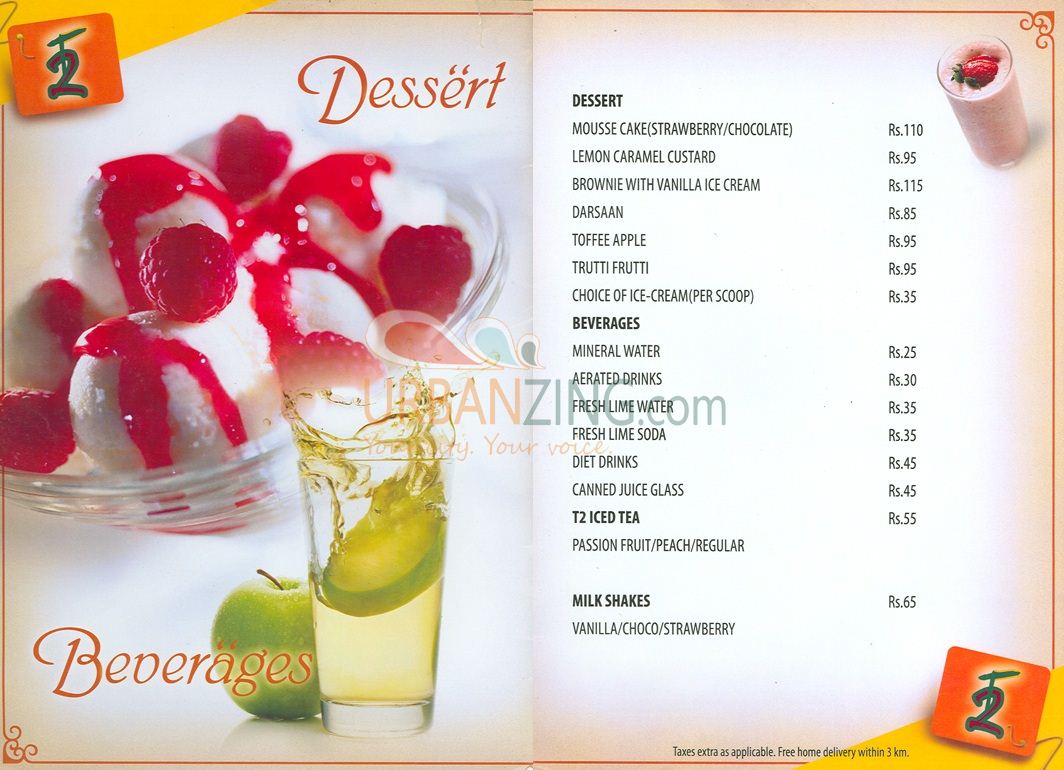 T2
Dessërt
Beveräges
DESSERT
MOUSSE CAKE(STRAWBERRY/CHOCOLATE) Rs.110
LEMON CARAMEL CUSTARD Rs.95
BROWNIE WITH VANILLA ICE CREAM Rs.115
DARSAAN Rs.85
TOFFEE APPLE Rs.95
TRUTTI FRUTTI Rs.95
CHOICE OF ICE-CREAM(PER SCOOP) Rs.35
BEVERAGES
MINERAL WATER Rs.25
AERATED DRINKS Rs.30
FRESH LIME WATER Rs.35
FRESH LIME SODA Rs.35
DIET DRINKS Rs.45
CANNED JUICE GLASS Rs.45
T2 ICED TEA Rs.55
PASSION FRUIT/PEACH/REGULAR
MILK SHAKES Rs.65
VANILLA/CHOCO/STRAWBERRY
URBANZING.com
Your city. Your voice.
T2
Taxes extra as applicable. Free home delivery within 3 km.